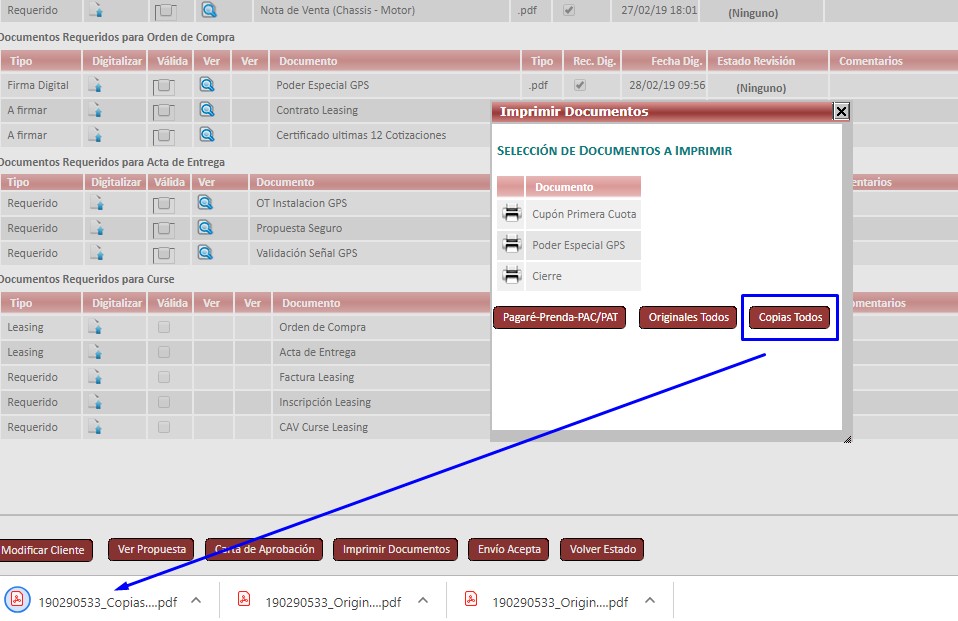 Requerido Nota de Venta (Chassis - Motor) .pdf 27/02/19 18:01 (Ninguno)
Documentos Requeridos para Orden de Compra
Tipo Digitalizar Válida Ver Ver Documento Tipo Rec. Dig. Fecha Dig. Estado Revisión Comentarios
Firma Digital Poder Especial GPS .pdf 28/02/19 09:56 (Ninguno)
A firmar Contrato Leasing
A firmar Certificado ultimas 12 Cotizaciones
Documentos Requeridos para Acta de Entrega
Tipo Digitalizar Válida Ver Documento entarios
Requerido OT Instalacion GPS
Requerido Propuesta Seguro
Requerido Validación Señal GPS
Documentos Requeridos para Curse
Tipo Digitalizar Válida Ver Ver Documento omentarios
Leasing Orden de Compra
Leasing Acta de Entrega
Requerido Factura Leasing
Requerido Inscripción Leasing
Requerido CAV Curse Leasing
Imprimir Documentos
SELECCIÓN DE DOCUMENTOS A IMPRIMIR
Documento
Cupón Primera Cuota
Poder Especial GPS
Cierre
Pagaré-Prenda-PAC/PAT Originales Todos Copias Todos
Modificar Cliente Ver Propuesta Carta de Aprobación Imprimir Documentos Envío Acepta Volver Estado
190290533_Copias....pdf 190290533_Origin....pdf 190290533_Origin....pdf